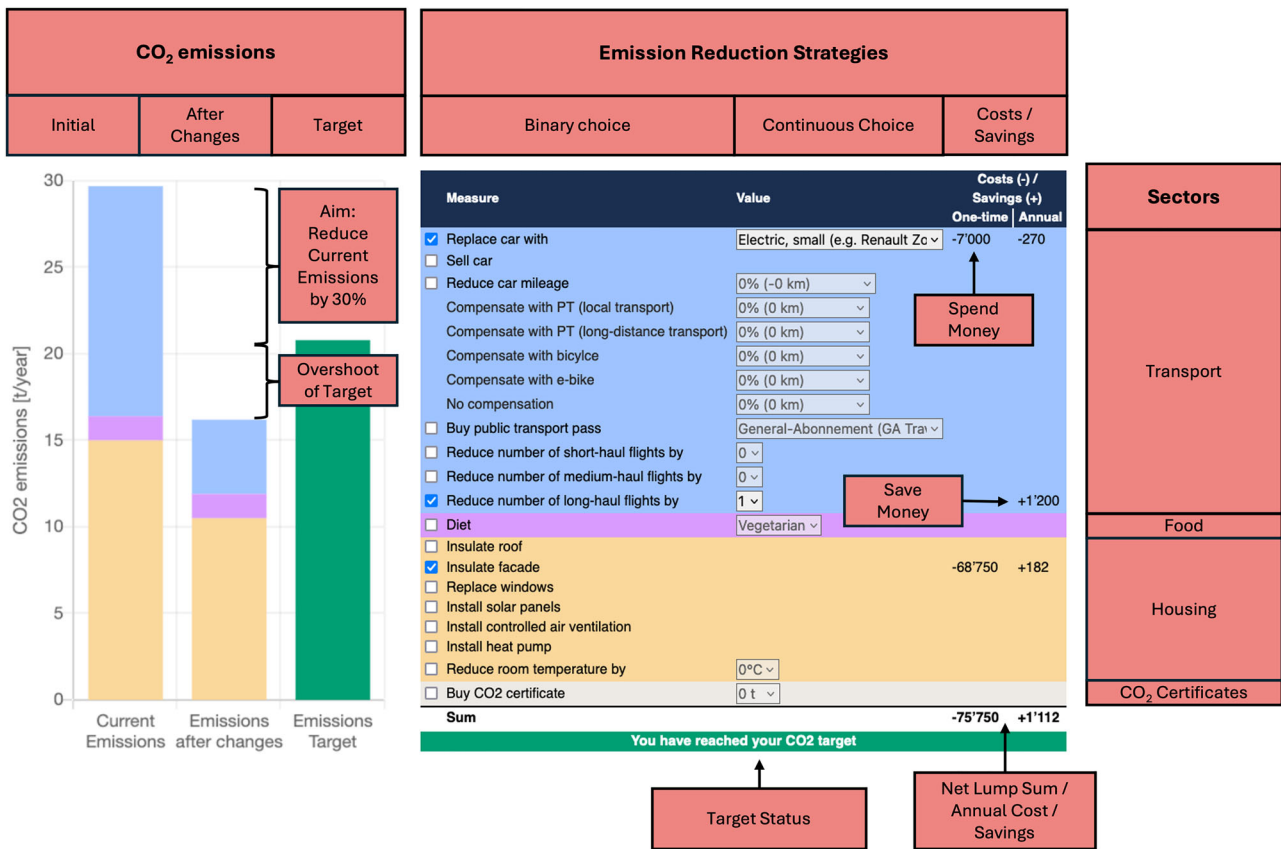 CO₂ emissions
Initial
After
Changes
Target
Emission Reduction Strategies
Binary choice
Continuous Choice
Costs /
Savings
30
25
20
15
10
5
0
CO2 emissions [t/year]
Aim:
Reduce
Current
Emissions
by 30%
Overshoot
of Target
Current
Emissions
Emissions
after changes
Emissions
Target
Measure
Value
Costs (-) /
Savings (+)
One-time
Annual
Replace car with Electric, small (e.g. Renault Zo -7'000 -270
Sell car
Reduce car mileage 0% (-0 km)
Compensate with PT (local transport) 0% (0 km)
Compensate with PT (long-distance transport) 0% (0 km)
Compensate with bicylce 0% (0 km)
Compensate with e-bike 0% (0 km)
No compensation 0% (0 km)
Buy public transport pass General-Abonnement (GA Trav
Reduce number of short-haul flights by 0
Reduce number of medium-haul flights by 0
Reduce number of long-haul flights by 1 +1'200
Diet Vegetarian
Insulate roof
Insulate facade -68'750 +182
Replace windows
Install solar panels
Install controlled air ventilation
Install heat pump
Reduce room temperature by 0°C
Buy CO2 certificate 0 t
Sum -75'750 +1'112
You have reached your CO2 target
Spend
Money
Save
Money
Sectors
Transport
Food
Housing
CO₂ Certificates
Target Status
Net Lump Sum /
Annual Cost /
Savings